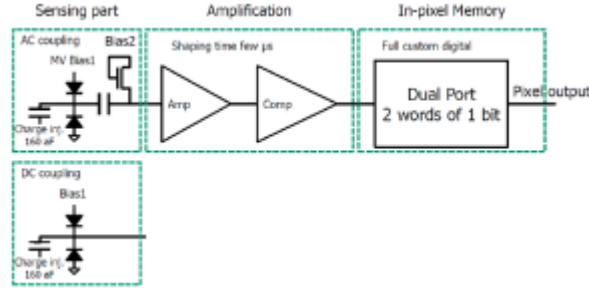 Sensing part
Amplification
In-pixel Memory
AC coupling
Bias2
Shaping time few µs
Full custom digital
MV Bias1
Amp
Comp
Dual Port
2 words of 1 bit
Pixel output
Charge inj.
160 aF
DC coupling
Bias1
Charge inj.
160 aF